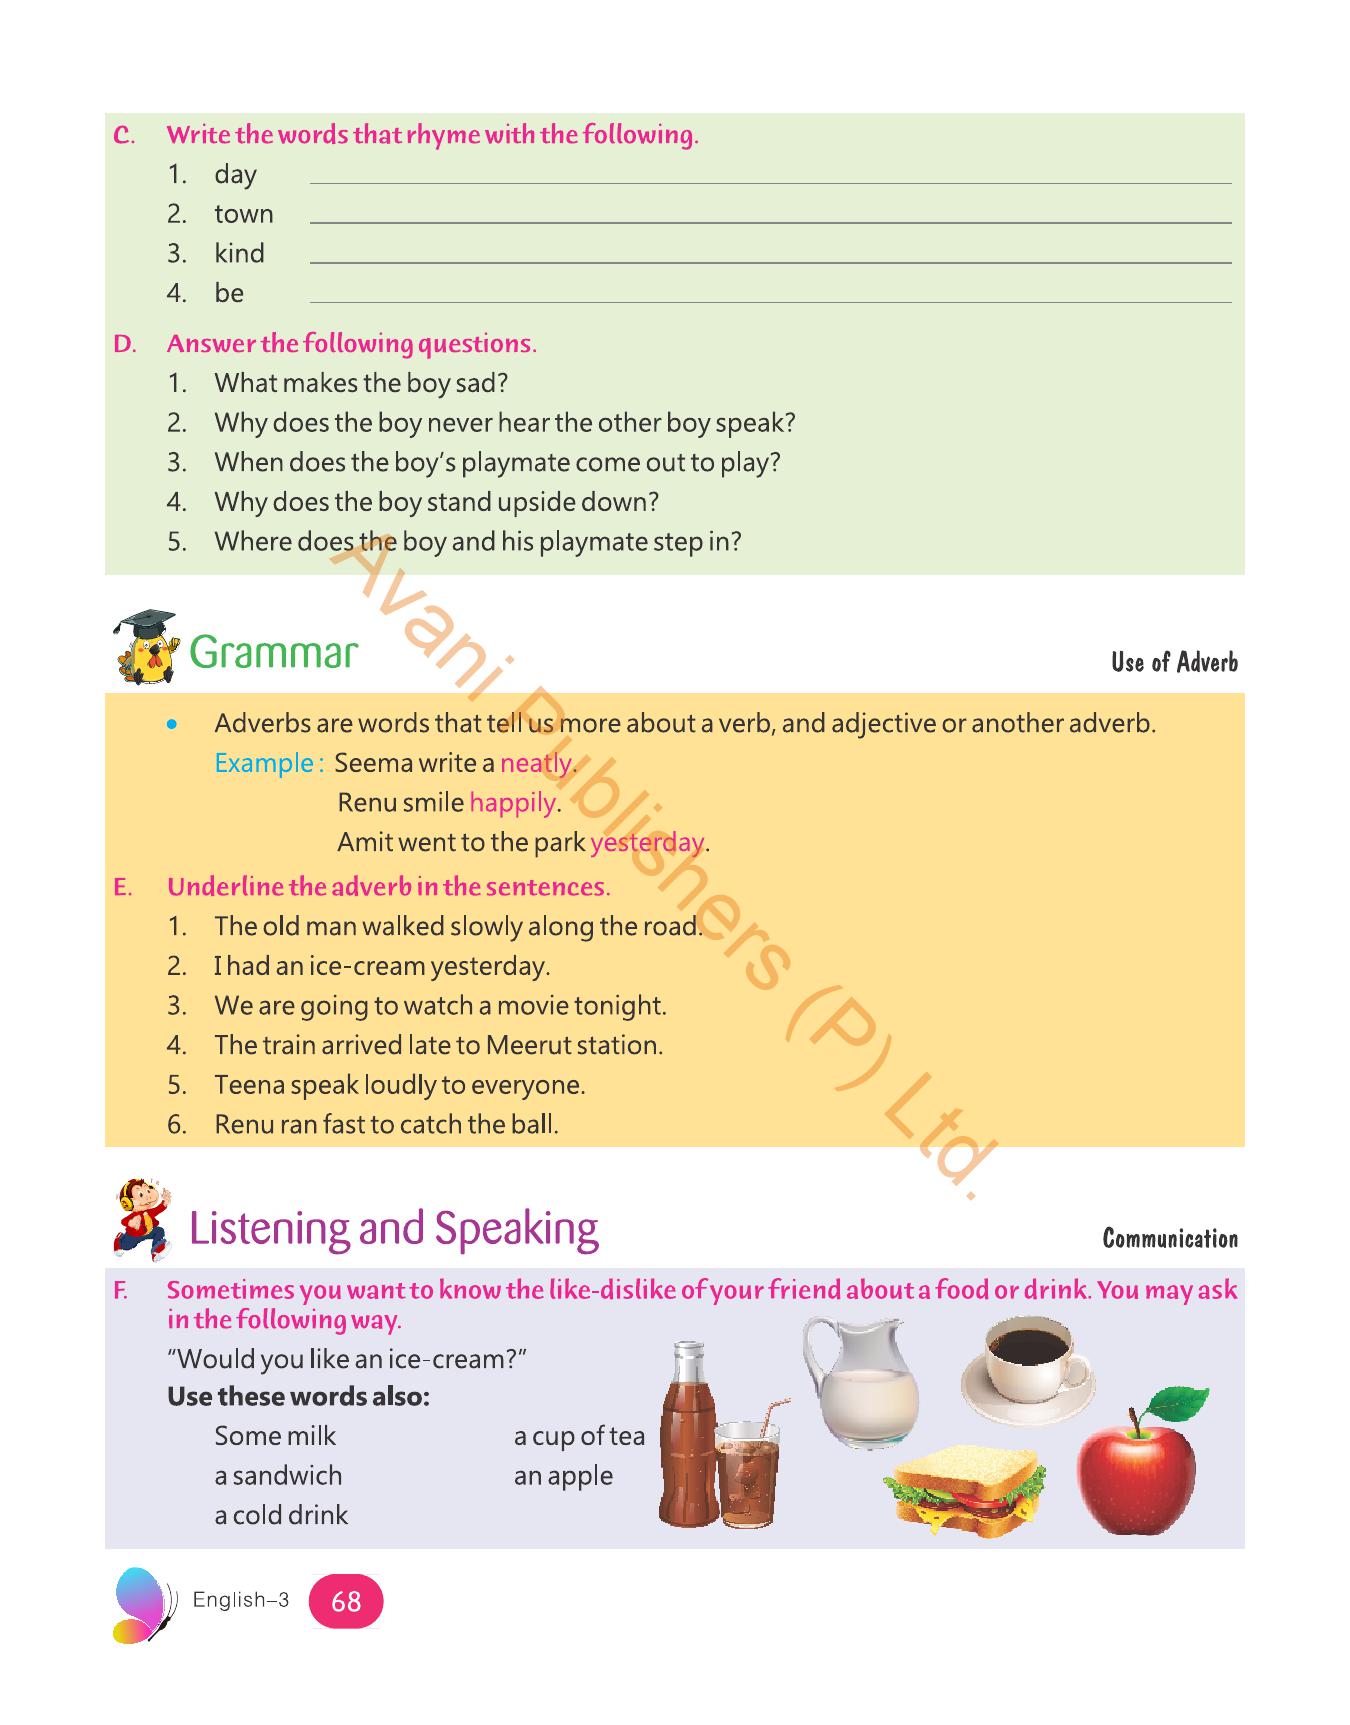 C. Write the words that rhyme with the following.
1. day
2. town
3. kind
4. be
D. Answer the following questions.
1. What makes the boy sad?
2. Why does the boy never hear the other boy speak?
3. When does the boy’s playmate come out to play?
4. Why does the boy stand upside down?
5. Where does the boy and his playmate step in?
Grammar
Use of Adverb
• Adverbs are words that tell us more about a verb, and adjective or another adverb.
Example : Seema write a neatly.
Renu smile happily.
Amit went to the park yesterday.
E. Underline the adverb in the sentences.
1. The old man walked slowly along the road.
2. I had an ice-cream yesterday.
3. We are going to watch a movie tonight.
4. The train arrived late to Meerut station.
5. Teena speak loudly to everyone.
6. Renu ran fast to catch the ball.
Avani Publishers (P) Ltd.
Listening and Speaking
Communication
F. Sometimes you want to know the like-dislike of your friend about a food or drink. You may ask
in the following way.
“Would you like an ice-cream?”
Use these words also:
Some milk a cup of tea
a sandwich an apple
a cold drink
English–3 68